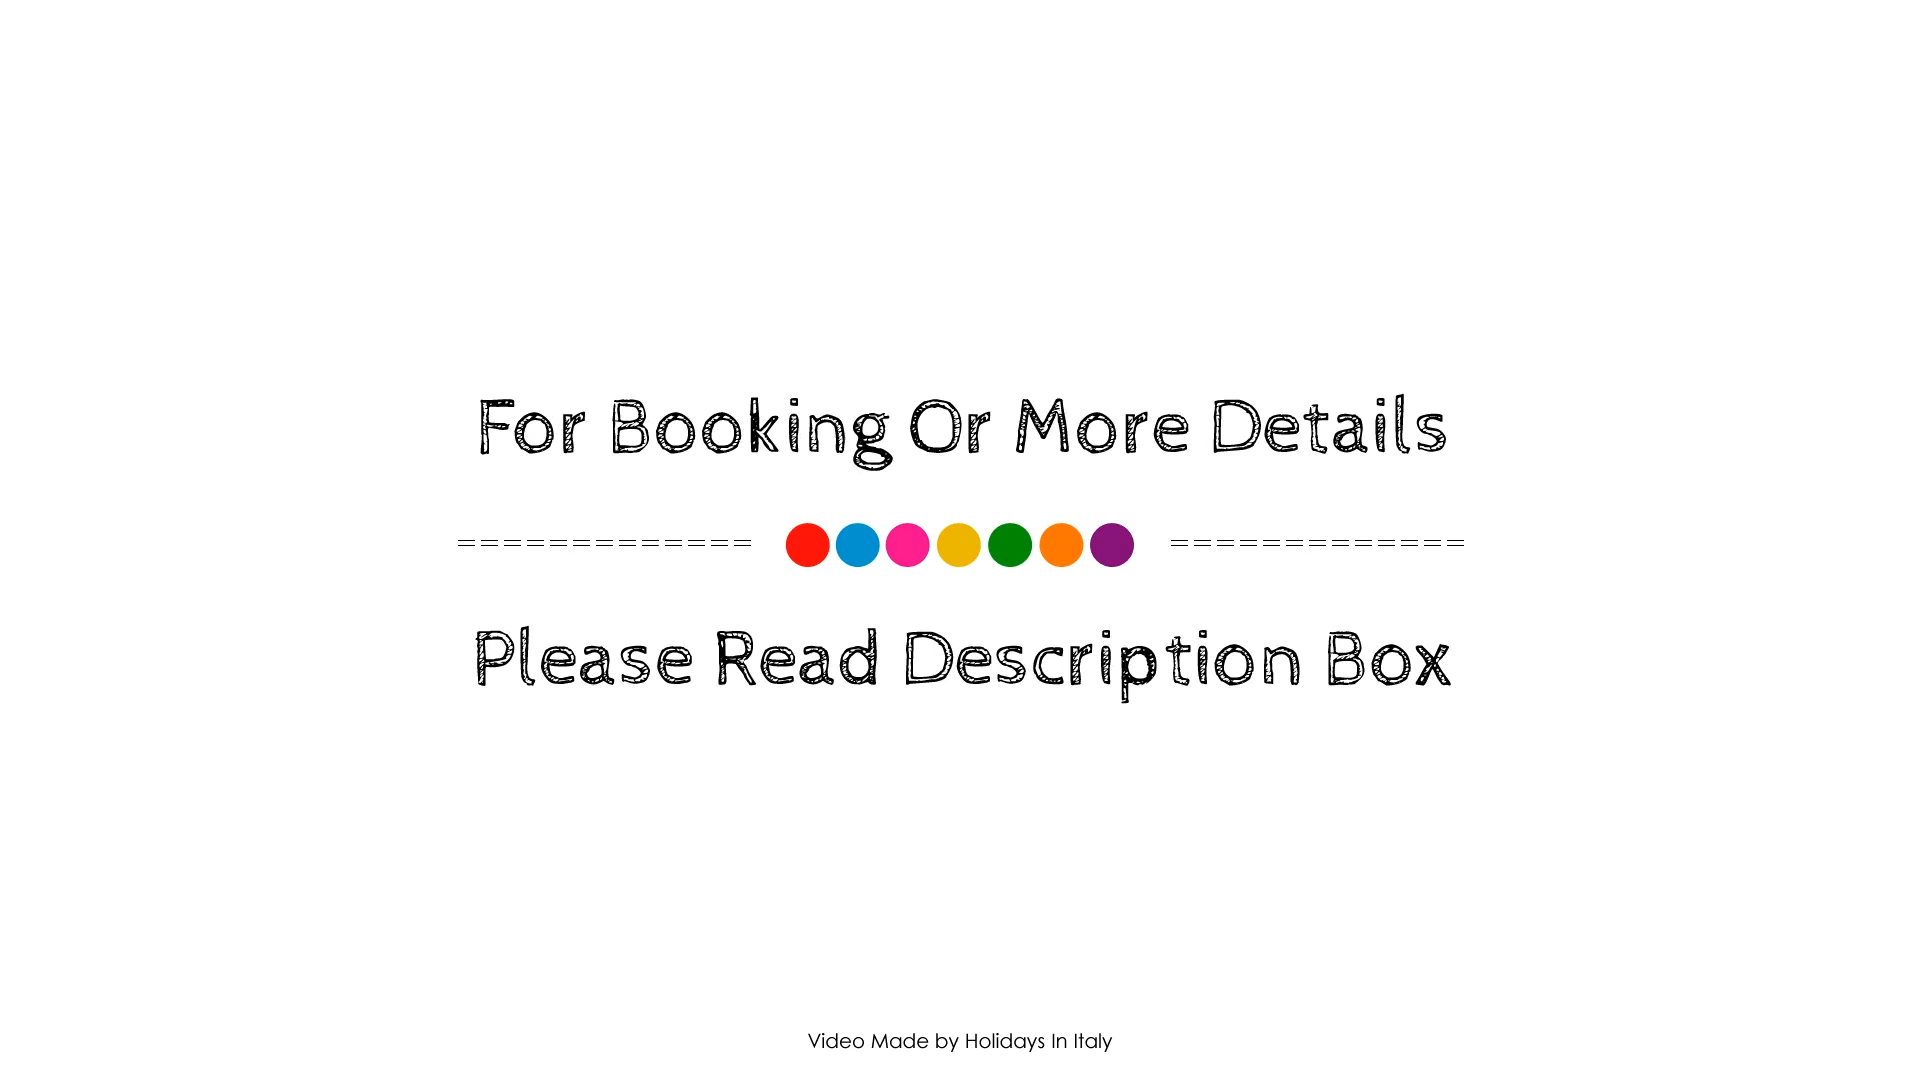 For Booking Or More Details
============= =============
Please Read Description Box
Video Made by Holidays In Italy